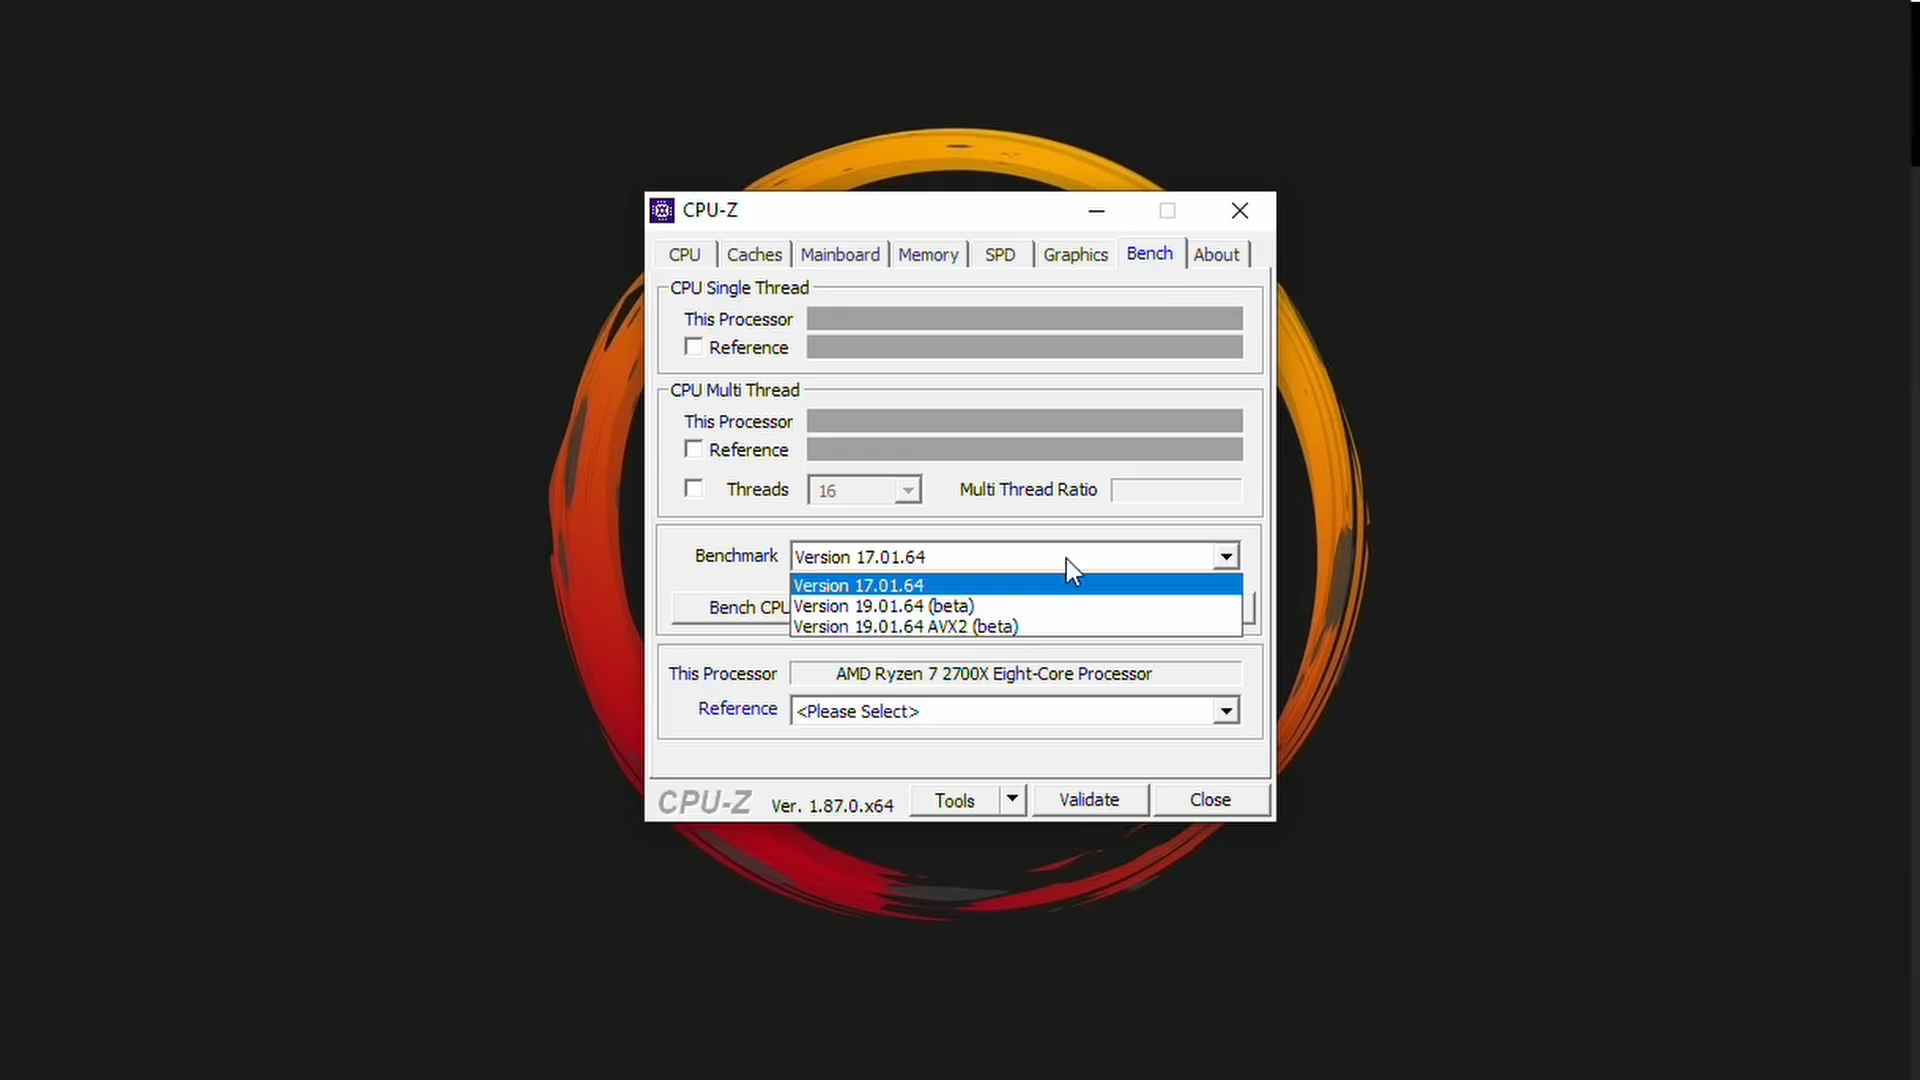 CPU-Z
CPU Caches Mainboard Memory SPD Graphics Bench About
CPU Single Thread
This Processor
Reference
CPU Multi Thread
This Processor
Reference
Threads 16 Multi Thread Ratio
Benchmark Version 17.01.64
Version 17.01.64
Bench CPU Version 19.01.64 (beta)
Version 19.01.64 AVX2 (beta)
This Processor AMD Ryzen 7 2700X Eight-Core Processor
Reference <Please Select>
CPU-Z Ver. 1.87.0.x64 Tools Validate Close